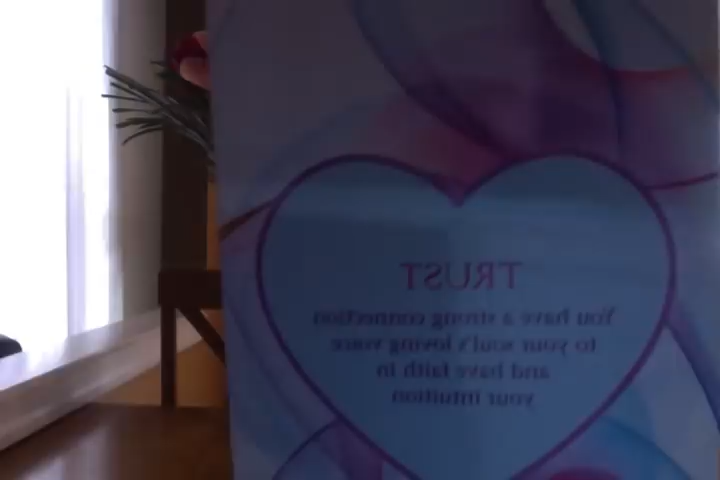 TRUST
You have a strong connection
to your soul's loving voice
and have faith in
your intuition